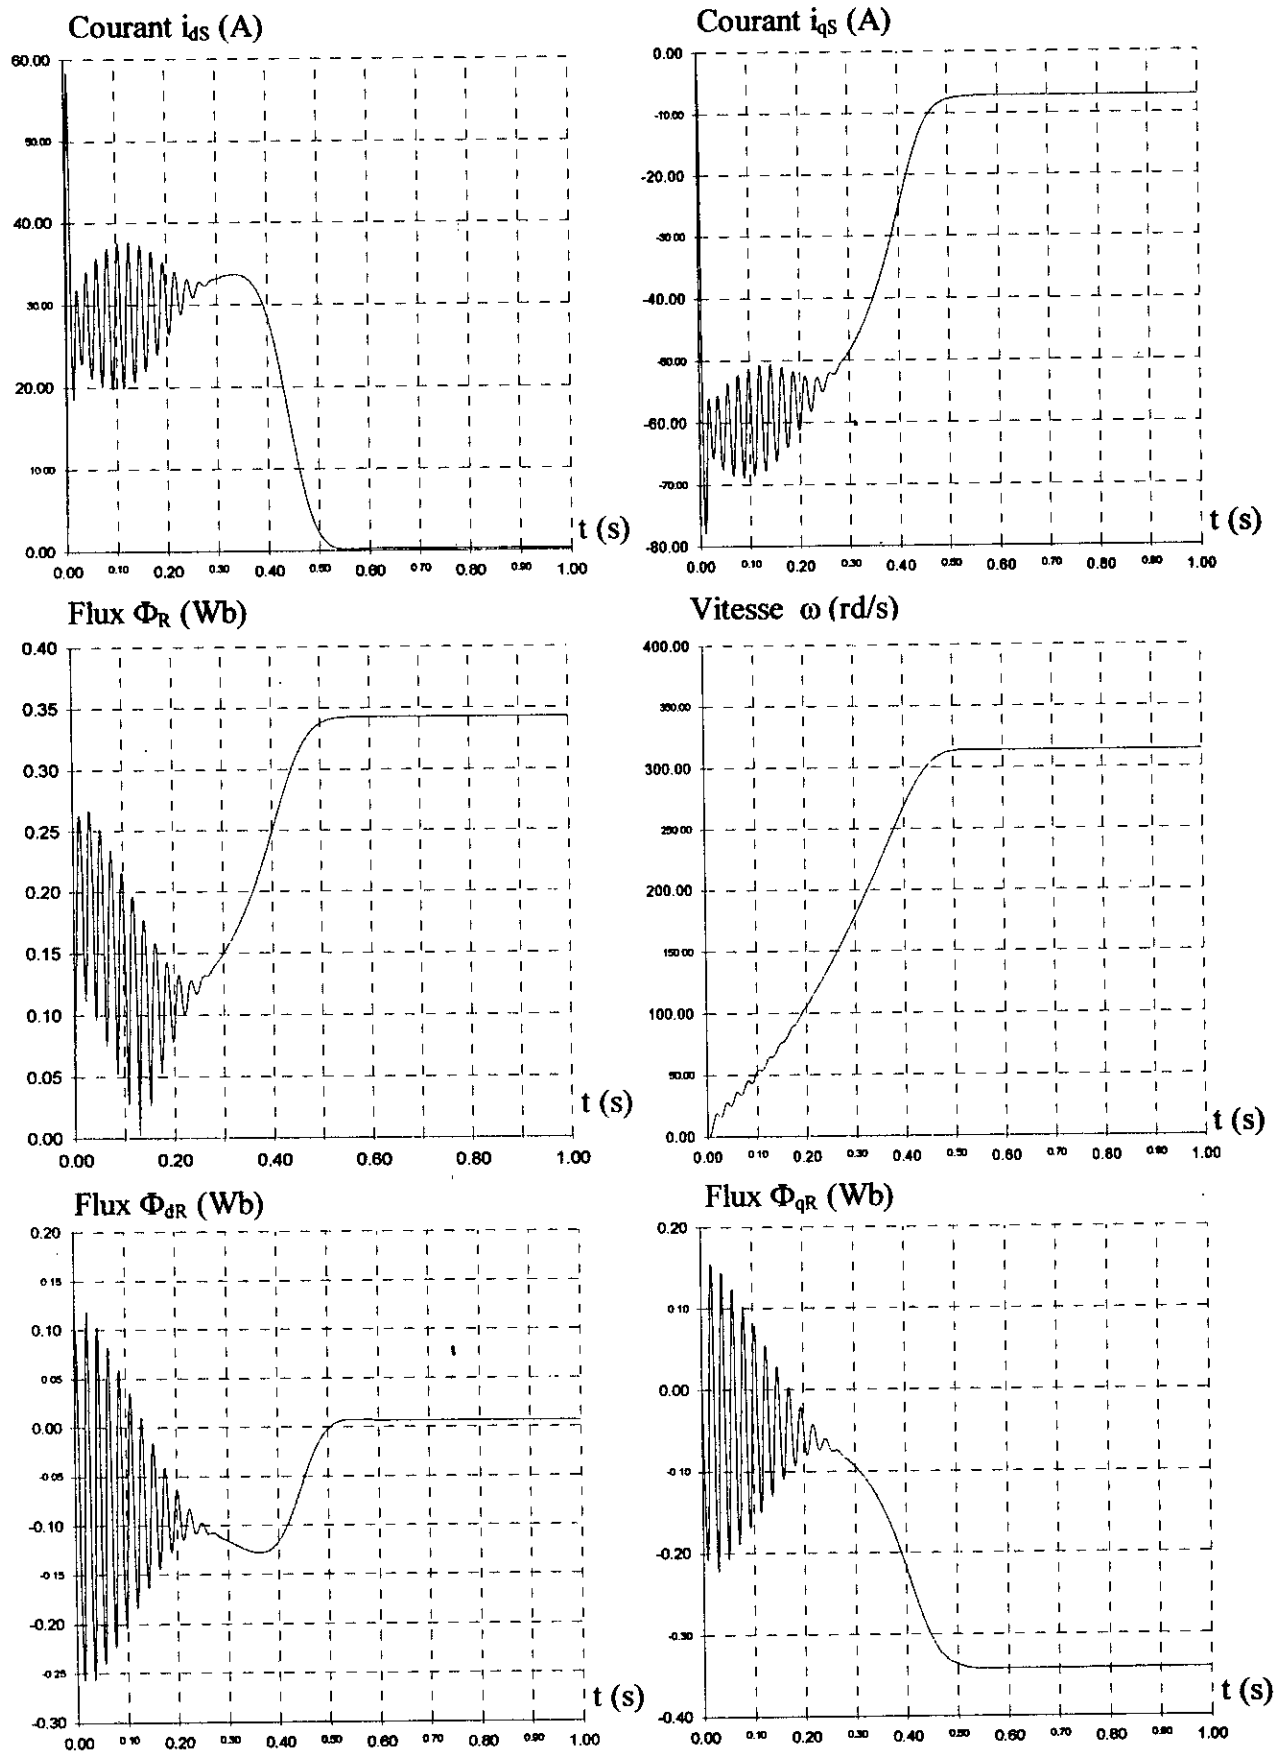 Courant i_dS (A)
60.00
50.00
40.00
30.00
20.00
10.00
0.00
t (s)
0.00 0.10 0.20 0.30 0.40 0.50 0.60 0.70 0.80 0.90 1.00
Courant i_qS (A)
0.00
-10.00
-20.00
-30.00
-40.00
-50.00
-60.00
-70.00
-80.00
t (s)
0.00 0.10 0.20 0.30 0.40 0.50 0.60 0.70 0.80 0.90 1.00
Flux Φ_R (Wb)
0.40
0.35
0.30
0.25
0.20
0.15
0.10
0.05
0.00
t (s)
0.00 0.20 0.40 0.60 0.80 1.00
Vitesse ω (rd/s)
400.00
350.00
300.00
250.00
200.00
150.00
100.00
50.00
0.00
t (s)
0.00 0.10 0.20 0.30 0.40 0.50 0.60 0.70 0.80 0.90 1.00
Flux Φ_dR (Wb)
0.20
0.15
0.10
0.05
0.00
-0.05
-0.10
-0.15
-0.20
-0.25
-0.30
t (s)
0.00 0.10 0.20 0.30 0.40 0.50 0.60 0.70 0.80 0.90 1.00
Flux Φ_qR (Wb)
0.20
0.10
0.00
-0.10
-0.20
-0.30
-0.40
t (s)
0.00 0.10 0.20 0.30 0.40 0.50 0.60 0.70 0.80 0.90 1.00